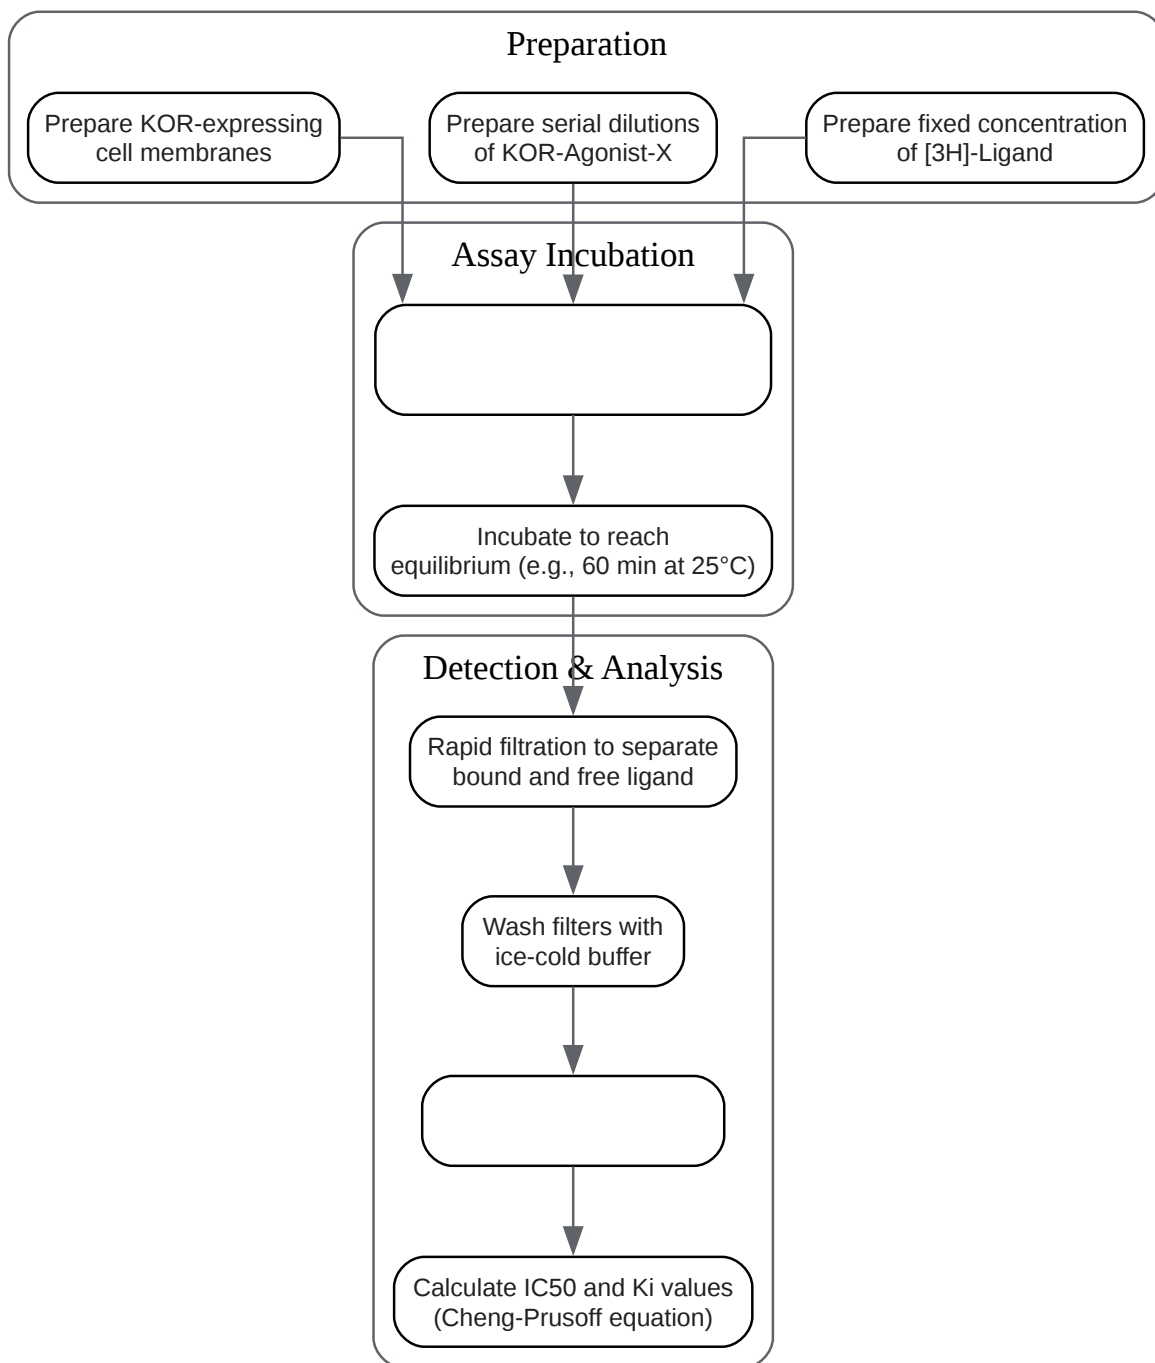 Preparation
Prepare KOR-expressing
cell membranes
Prepare serial dilutions
of KOR-Agonist-X
Prepare fixed concentration
of [3H]-Ligand
Assay Incubation
Incubate to reach
equilibrium (e.g., 60 min at 25°C)
Detection & Analysis
Rapid filtration to separate
bound and free ligand
Wash filters with
ice-cold buffer
Calculate IC50 and Ki values
(Cheng-Prusoff equation)